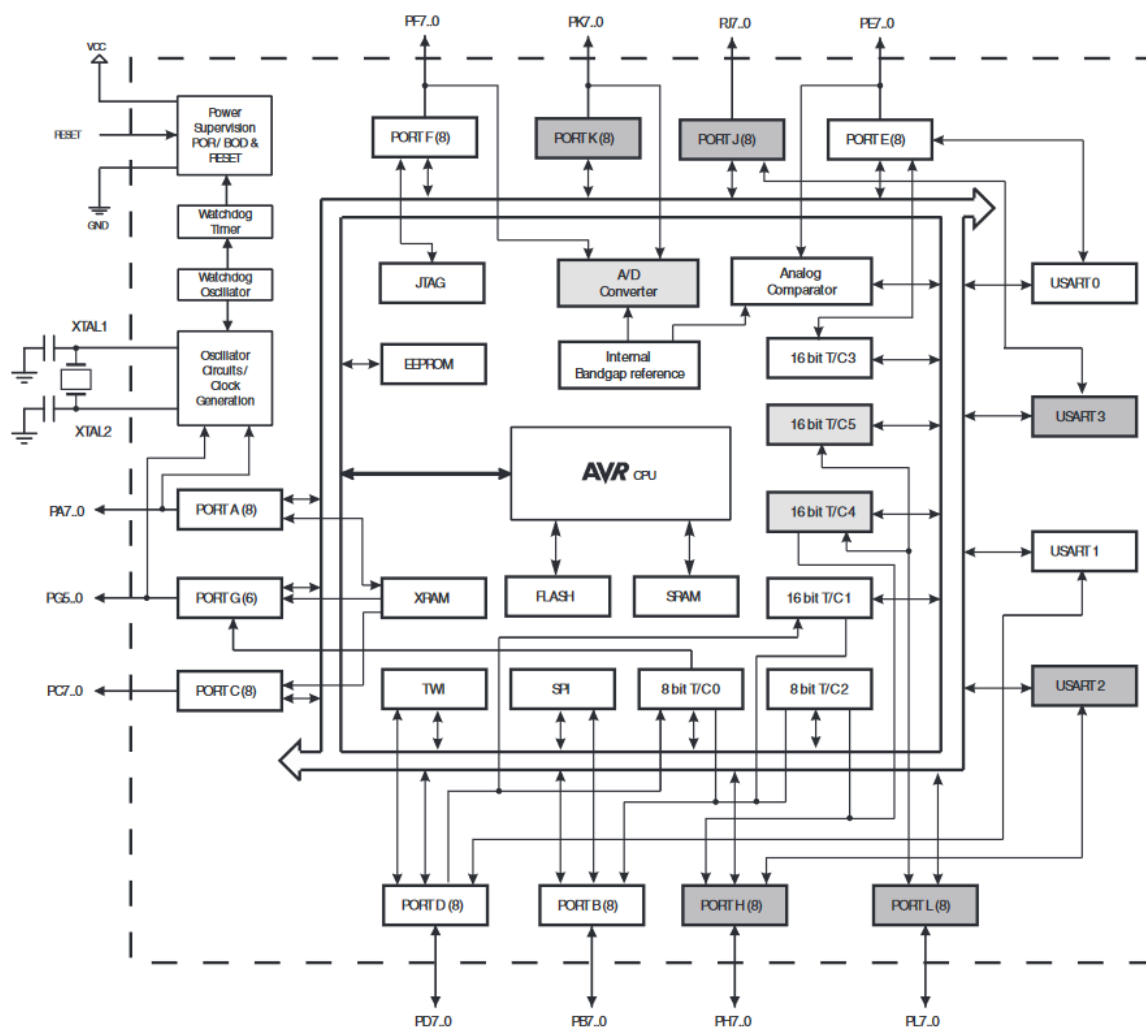 PF7..0
PK7..0
PJ7..0
PE7..0
VCC
RESET
GND
Power
Supervision
POR / BOD &
RESET
PORT F (8)
PORT K (8)
PORT J (8)
PORT E (8)
Watchdog
Timer
Watchdog
Oscillator
JTAG
A/D
Converter
Analog
Comparator
USART 0
XTAL1
Oscillator
Circuits /
Clock
Generation
XTAL2
EEPROM
Internal
Bandgap reference
16 bit T/C3
USART 3
16 bit T/C5
AVR CPU
16 bit T/C4
PA7..0
PORT A (8)
USART 1
PG5..0
PORT G (6)
XRAM
FLASH
SRAM
16 bit T/C1
PC7..0
PORT C (8)
TWI
SPI
8 bit T/C0
8 bit T/C2
USART 2
PORT D (8)
PORT B (8)
PORT H (8)
PORT L (8)
PD7..0
PB7..0
PH7..0
PL7..0